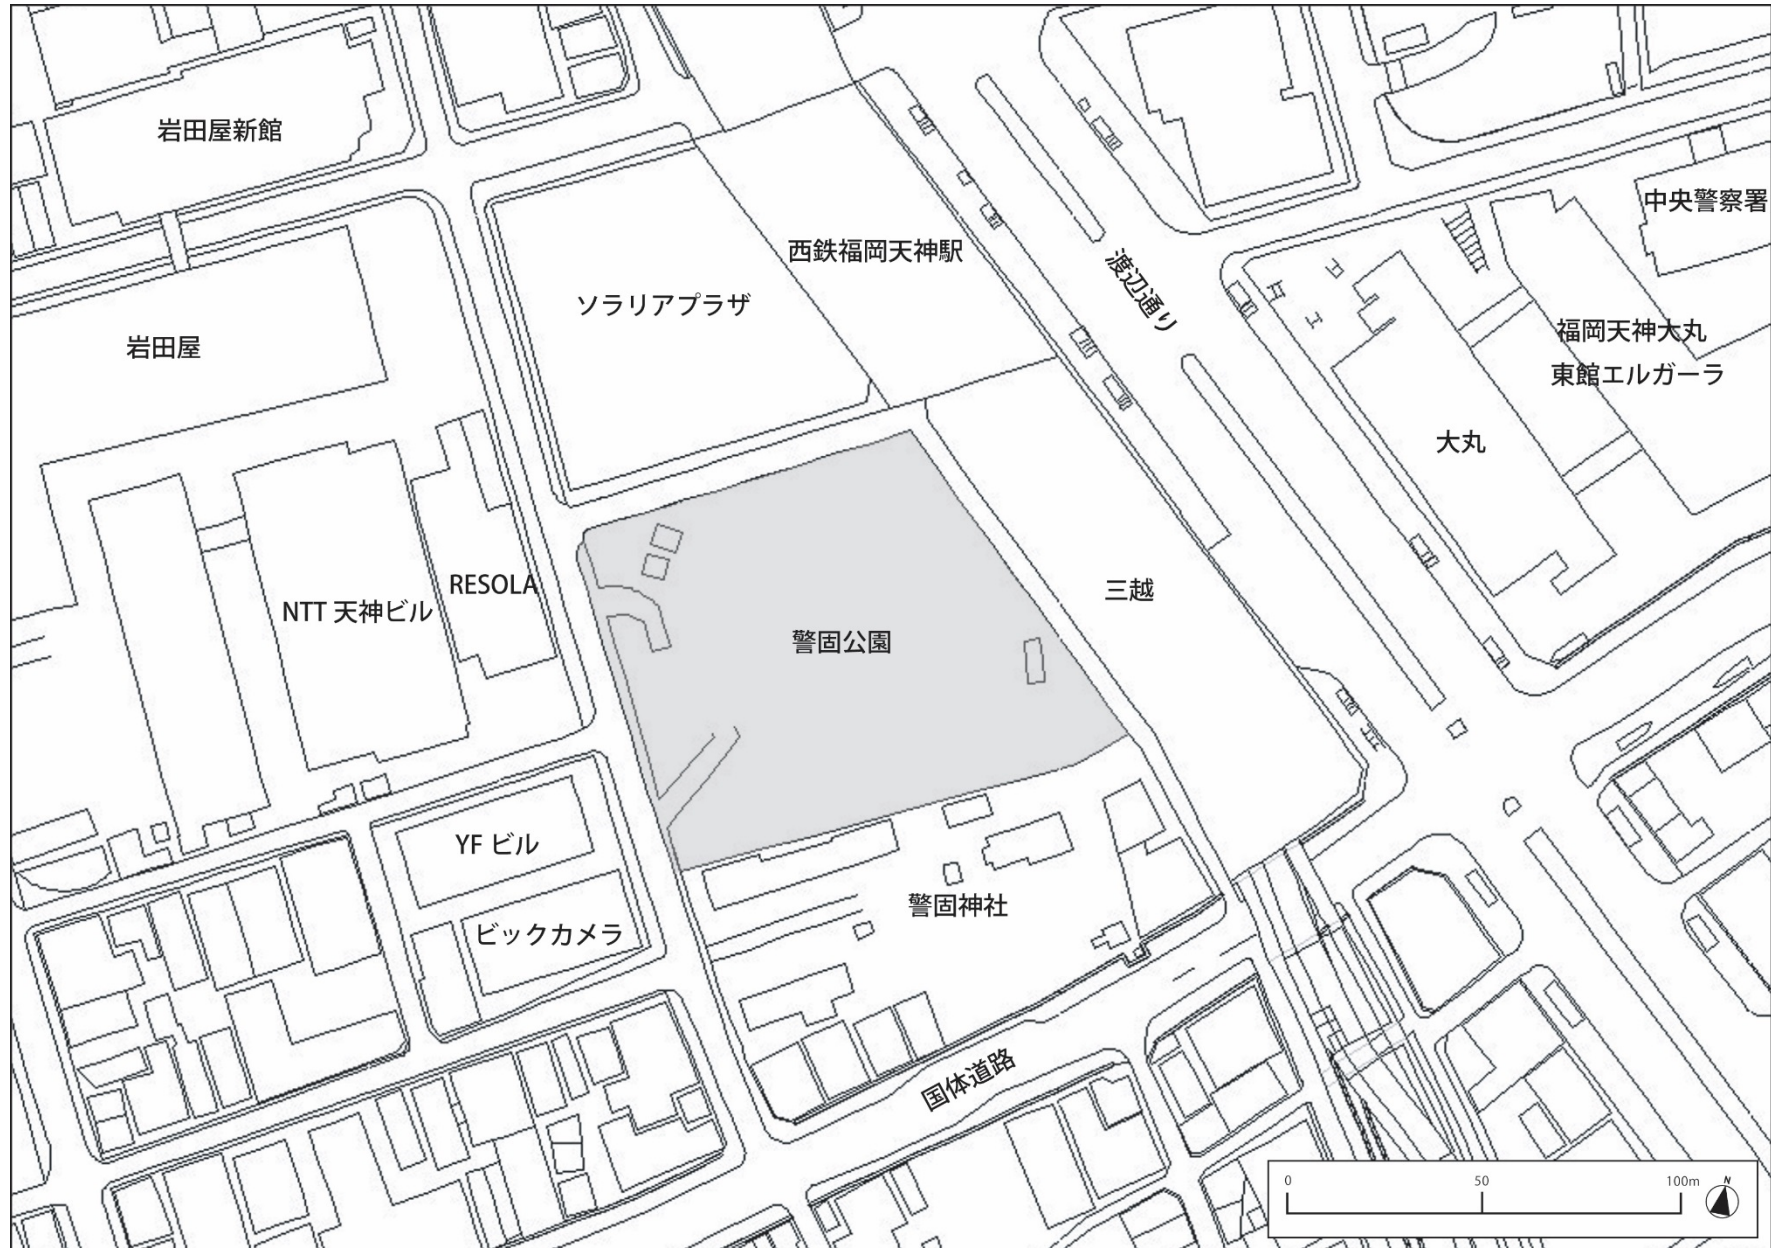 岩田屋新館
中央警察署
西鉄福岡天神駅
渡辺通り
ソラリアプラザ
福岡天神大丸
東館エルガーラ
岩田屋
大丸
RESOLA
三越
NTT 天神ビル
警固公園
YF ビル
警固神社
ビックカメラ
国体道路
0 50 100m
N